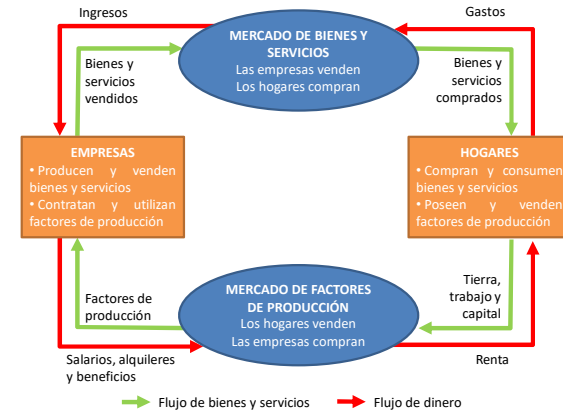 Ingresos
Gastos
MERCADO DE BIENES Y
SERVICIOS
Las empresas venden
Los hogares compran
Bienes y
servicios
vendidos
Bienes y
servicios
comprados
EMPRESAS
• Producen y venden
bienes y servicios
• Contratan y utilizan
factores de producción
HOGARES
• Compran y consumen
bienes y servicios
• Poseen y venden
factores de producción
MERCADO DE FACTORES
DE PRODUCCIÓN
Los hogares venden
Las empresas compran
Factores de
producción
Tierra,
trabajo y
capital
Salarios, alquileres
y beneficios
Renta
Flujo de bienes y servicios
Flujo de dinero